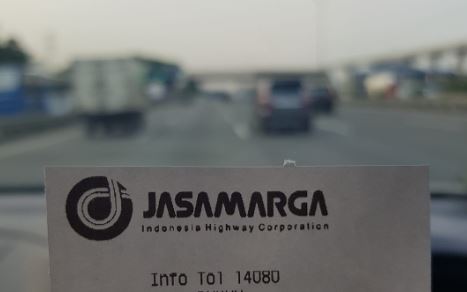 JASAMARGA
Indonesia Highway Corporation
Info Tol 14080